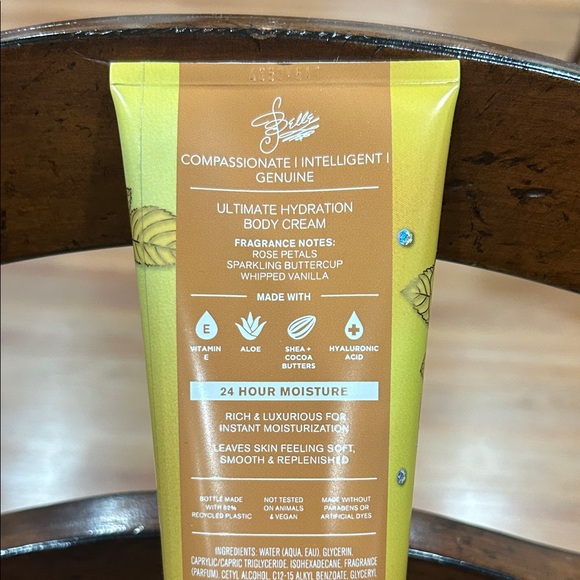 Belle
COMPASSIONATE | INTELLIGENT |
GENUINE
ULTIMATE HYDRATION
BODY CREAM
FRAGRANCE NOTES:
ROSE PETALS
SPARKLING BUTTERCUP
WHIPPED VANILLA
MADE WITH
E
VITAMIN
E
ALOE
SHEA +
COCOA
BUTTERS
HYALURONIC
ACID
24 HOUR MOISTURE
RICH & LUXURIOUS FOR
INSTANT MOISTURIZATION
LEAVES SKIN FEELING SOFT,
SMOOTH & REPLENISHED
BOTTLE MADE
WITH 82%
RECYCLED PLASTIC
NOT TESTED
ON ANIMALS
& VEGAN
MADE WITHOUT
PARABENS OR
ARTIFICIAL DYES
INGREDIENTS: WATER (AQUA, EAU), GLYCERIN,
CAPRYLIC/CAPRIC TRIGLYCERIDE, ISOHEXADECANE, FRAGRANCE
(PARFUM), CETYL ALCOHOL, C12-15 ALKYL BENZOATE, GLYCERYL